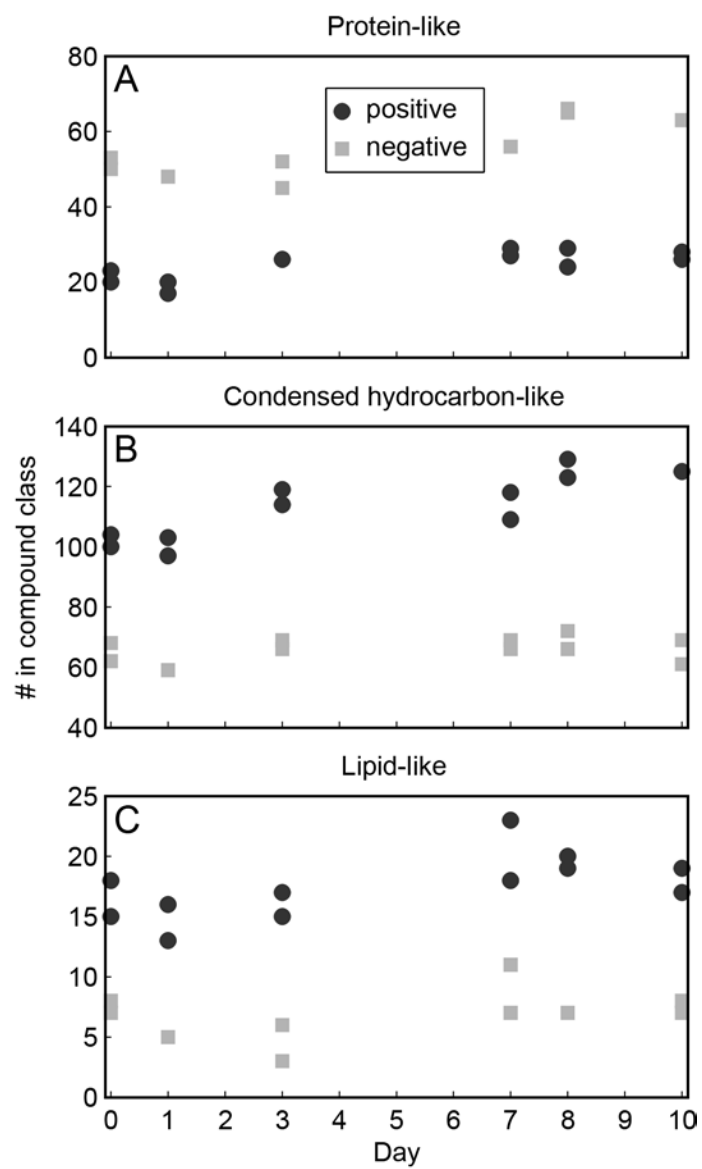 Protein-like
A
80
60
40
20
0
positive
negative
Condensed hydrocarbon-like
B
140
120
100
80
60
40
# in compound class
Lipid-like
C
25
20
15
10
5
0
0 1 2 3 4 5 6 7 8 9 10
Day